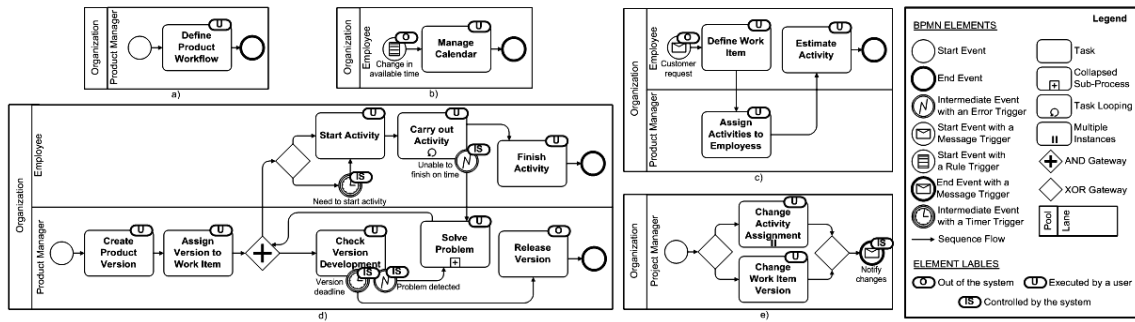 Organization
Product Manager
U
Define
Product
Workflow
a)
Organization
Employee
O
Change in
available time
U
Manage
Calendar
b)
Organization
Employee
O
Customer
request
U
Define Work
Item
U
Estimate
Activity
Product Manager
U
Assign
Activities to
Employess
c)
Organization
Employee
U
Start Activity
U
Carry out
Activity
IS
Unable to
finish on time
U
Finish
Activity
IS
Need to start activity
Product Manager
U
Create
Product
Version
U
Assign
Version to
Work Item
U
Check
Version
Development
IS
Version
deadline
IS
Problem detected
U
Solve
Problem
O
Release
Version
d)
Organization
Project Manager
U
Change
Activity
Assignment
U
Change
Work Item
Version
IS
Notify
changes
e)
Legend
BPMN ELEMENTS
Start Event
Task
End Event
Collapsed
Sub-Process
Intermediate Event
with an Error Trigger
Task Looping
Start Event with a
Message Trigger
Multiple
Instances
Start Event with
a Rule Trigger
AND Gateway
End Event with a
Message Trigger
XOR Gateway
Intermediate Event
with a Timer Trigger
Pool
Lane
Sequence Flow
ELEMENT LABLES
O Out of the system
U Executed by a user
IS Controlled by the system